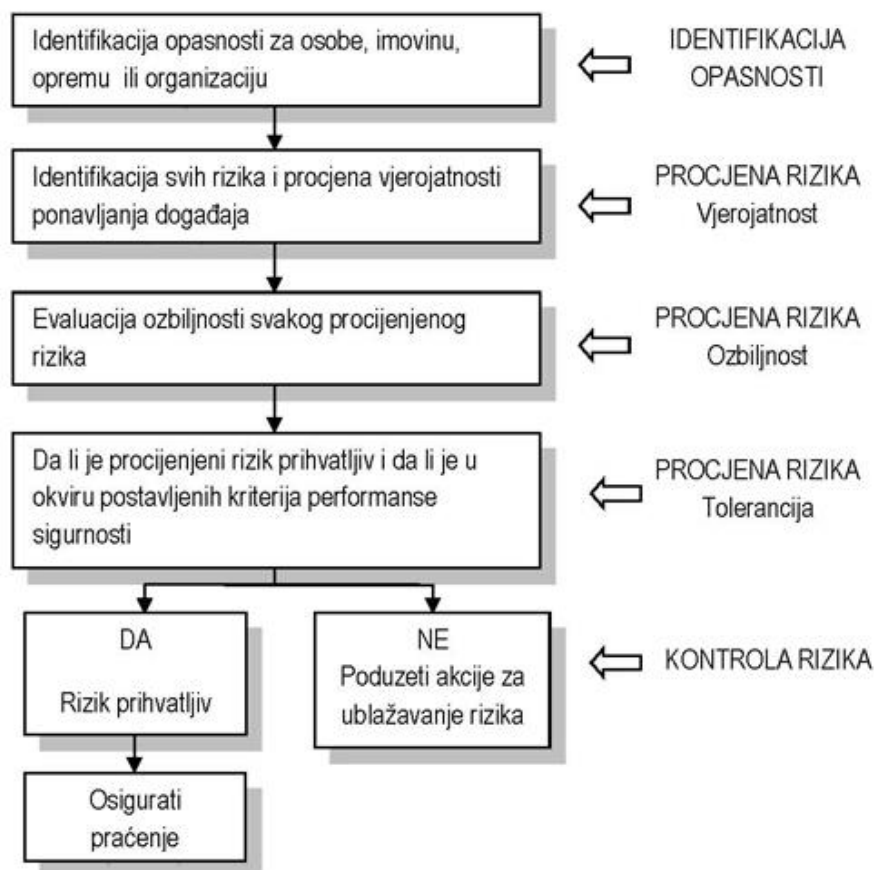 Identifikacija opasnosti za osobe, imovinu,
opremu ili organizaciju
IDENTIFIKACIJA
OPASNOSTI
Identifikacija svih rizika i procjena vjerojatnosti
ponavljanja događaja
PROCJENA RIZIKA
Vjerojatnost
Evaluacija ozbiljnosti svakog procijenjenog
rizika
PROCJENA RIZIKA
Ozbiljnost
Da li je procijenjeni rizik prihvatljiv i da li je u
okviru postavljenih kriterija performanse
sigurnosti
PROCJENA RIZIKA
Tolerancija
DA
Rizik prihvatljiv
NE
Poduzeti akcije za
ublažavanje rizika
KONTROLA RIZIKA
Osigurati
praćenje